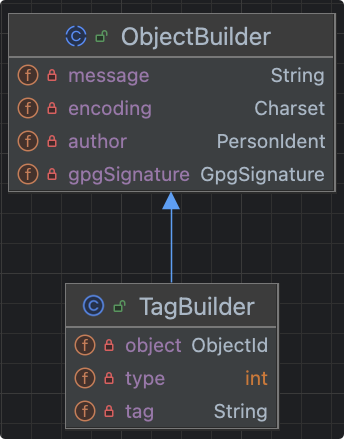 ObjectBuilder
message String
encoding Charset
author PersonIdent
gpgSignature GpgSignature
TagBuilder
object ObjectId
type int
tag String